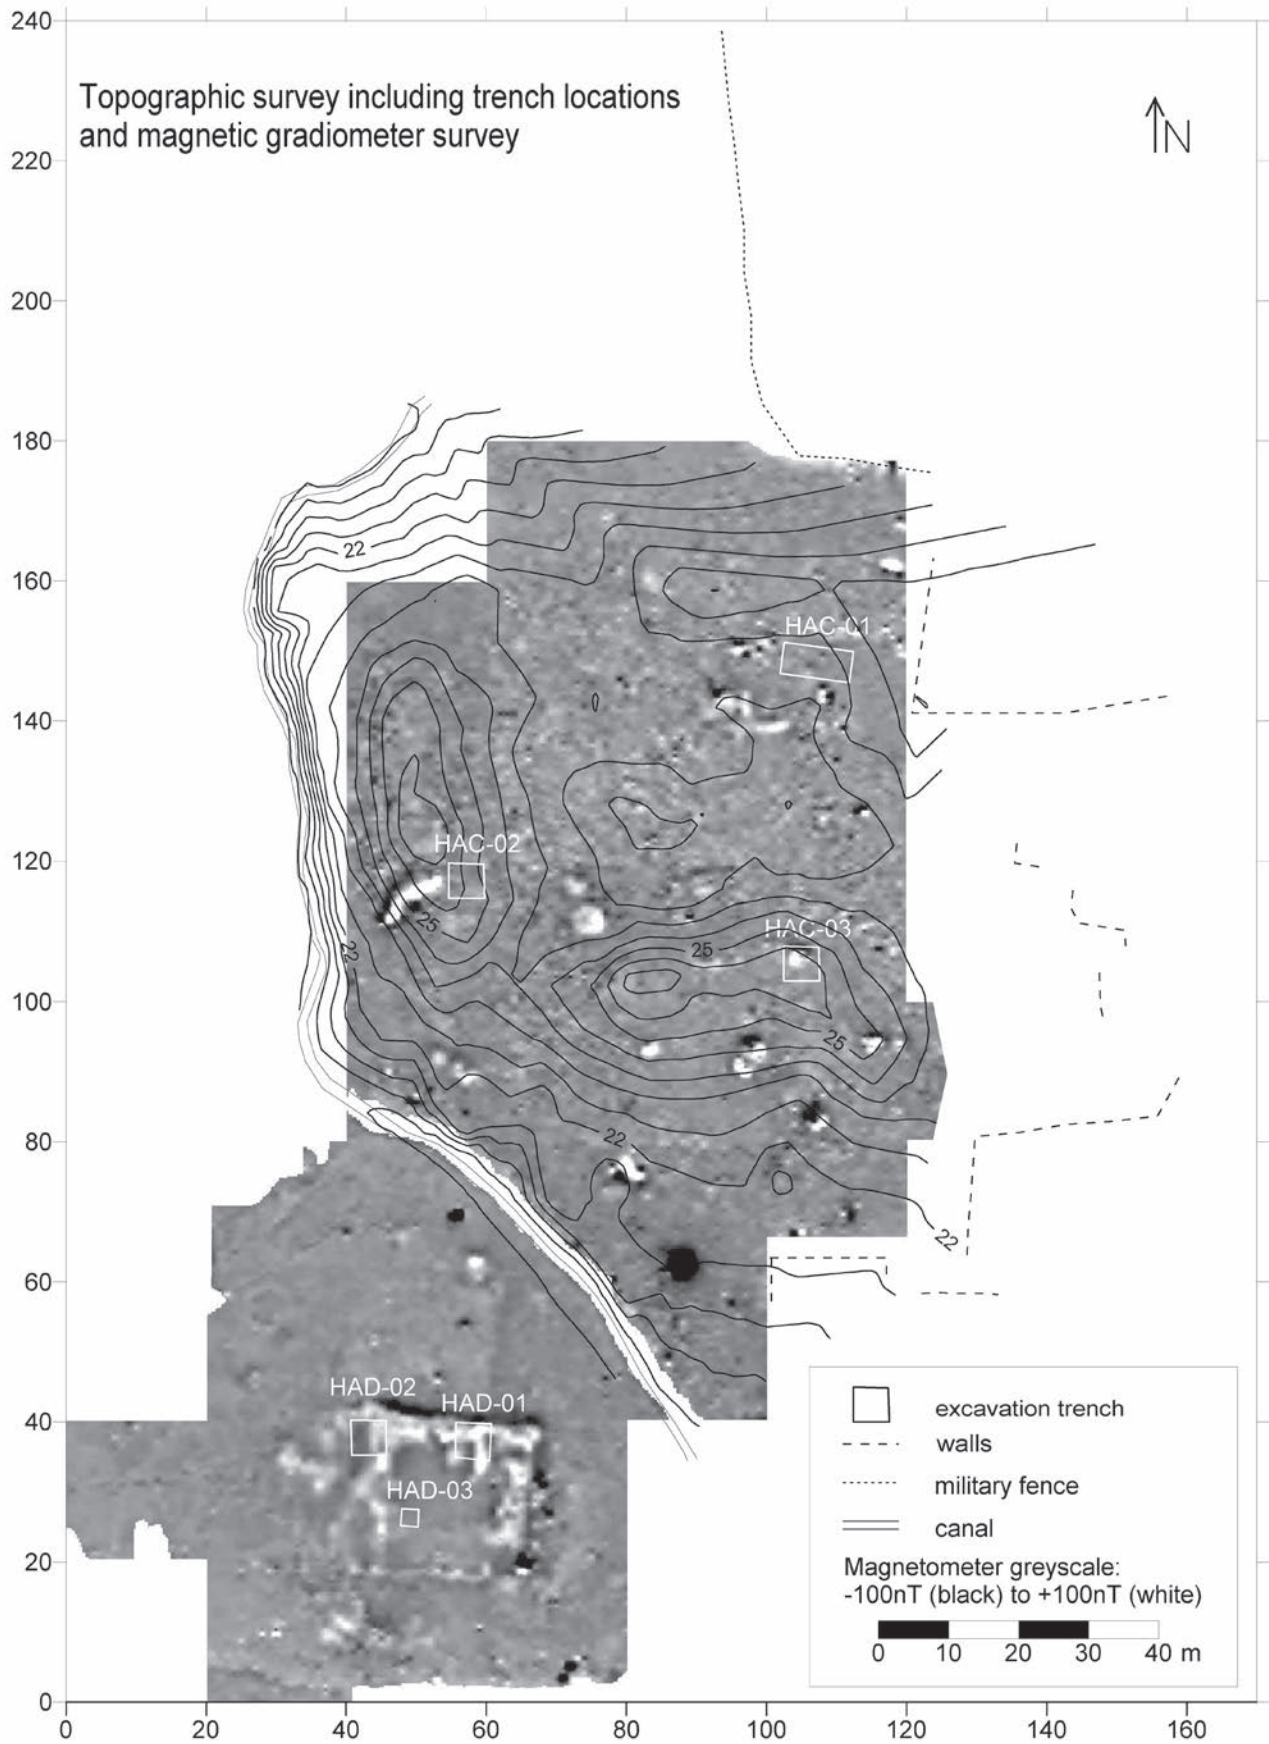 240
Topographic survey including trench locations
and magnetic gradiometer survey
N
220
200
180
22
160
HAC-01
140
HAC-02
120
25
HAC-03
22
25
100
25
22
80
22
60
HAD-02
HAD-01
40
HAD-03
20
0
excavation trench
walls
military fence
canal
Magnetometer greyscale:
-100nT (black) to +100nT (white)
0 10 20 30 40 m
0 20 40 60 80 100 120 140 160